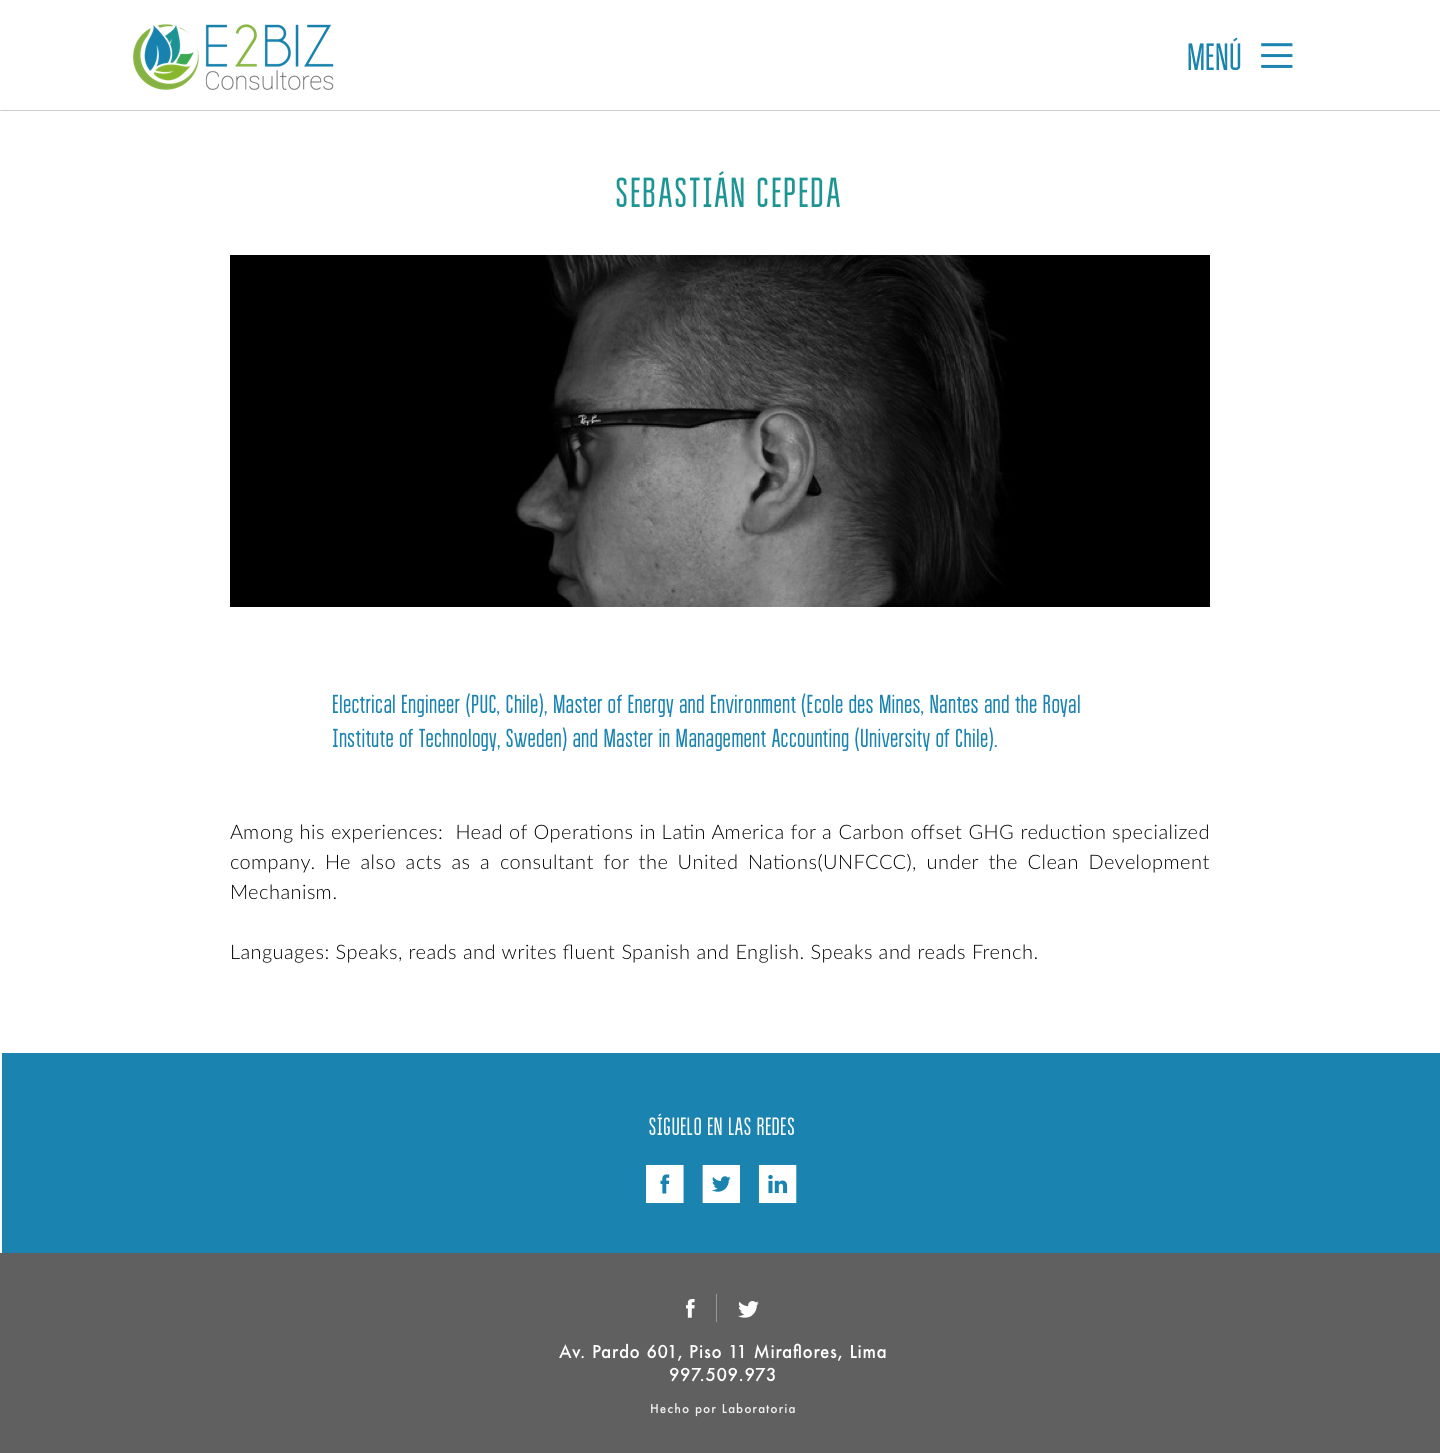 E2BIZ
Consultores
MENÚ
SEBASTIÁN CEPEDA
Ray-Ban
Electrical Engineer (PUC, Chile), Master of Energy and Environment (Ecole des Mines, Nantes and the Royal
Institute of Technology, Sweden) and Master in Management Accounting (University of Chile).
Among his experiences:  Head of Operations in Latin America for a Carbon offset GHG reduction specialized
company. He also acts as a consultant for the United Nations(UNFCCC), under the Clean Development
Mechanism.
Languages: Speaks, reads and writes fluent Spanish and English. Speaks and reads French.
SÍGUELO EN LAS REDES
f
in
f
Av. Pardo 601, Piso 11 Miraflores, Lima
997.509.973
Hecho por Laboratoria